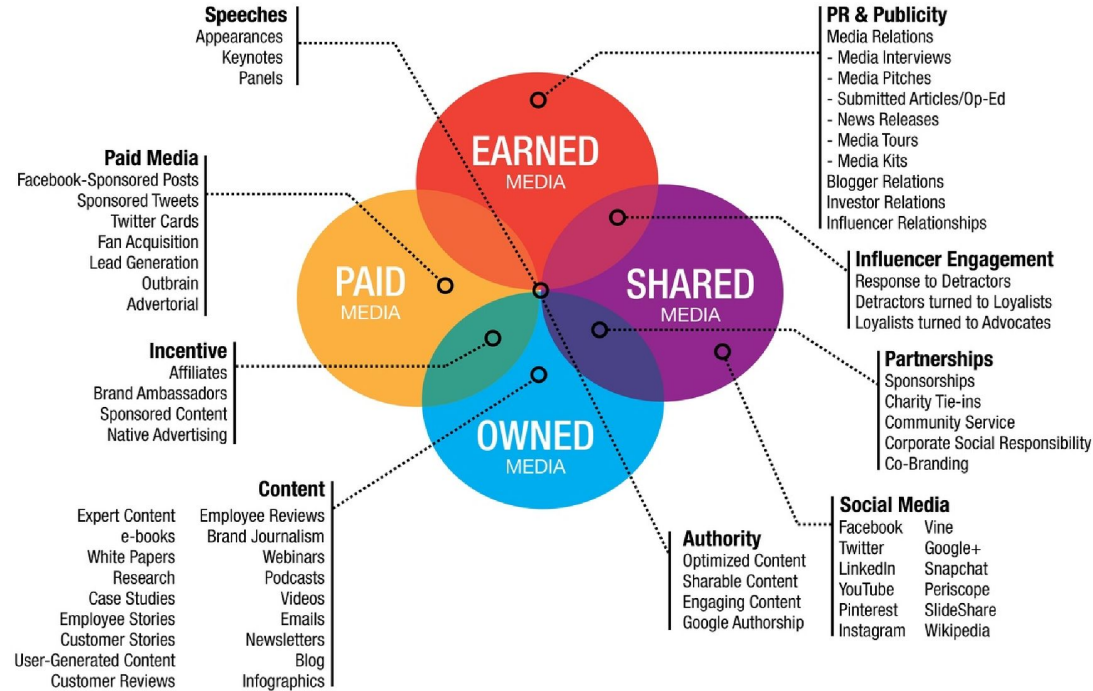 Speeches
Appearances
Keynotes
Panels
PR & Publicity
Media Relations
- Media Interviews
- Media Pitches
- Submitted Articles/Op-Ed
- News Releases
- Media Tours
- Media Kits
Blogger Relations
Investor Relations
Influencer Relationships
EARNED
MEDIA
Paid Media
Facebook-Sponsored Posts
Sponsored Tweets
Twitter Cards
Fan Acquisition
Lead Generation
Outbrain
Advertorial
PAID
MEDIA
SHARED
MEDIA
Influencer Engagement
Response to Detractors
Detractors turned to Loyalists
Loyalists turned to Advocates
Incentive
Affiliates
Brand Ambassadors
Sponsored Content
Native Advertising
OWNED
MEDIA
Partnerships
Sponsorships
Charity Tie-ins
Community Service
Corporate Social Responsibility
Co-Branding
Content
Expert Content
e-books
White Papers
Research
Case Studies
Employee Stories
Customer Stories
User-Generated Content
Customer Reviews
Employee Reviews
Brand Journalism
Webinars
Podcasts
Videos
Emails
Newsletters
Blog
Infographics
Authority
Optimized Content
Sharable Content
Engaging Content
Google Authorship
Social Media
Facebook
Twitter
LinkedIn
YouTube
Pinterest
Instagram
Vine
Google+
Snapchat
Periscope
SlideShare
Wikipedia